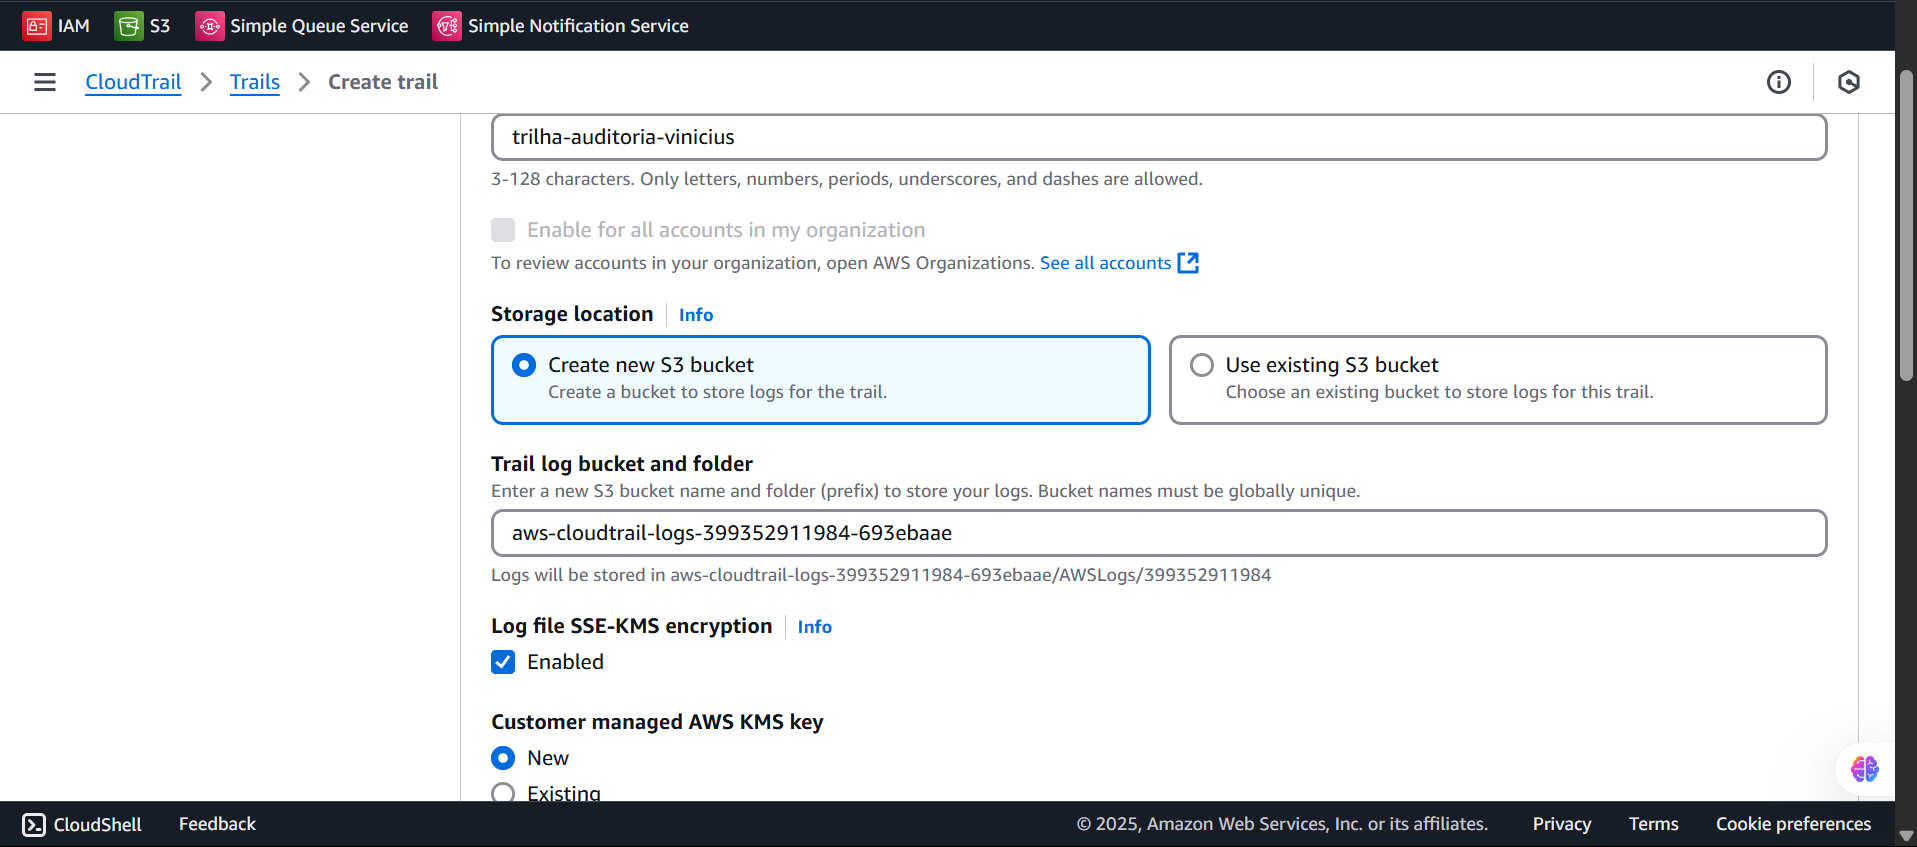 IAM S3 Simple Queue Service Simple Notification Service
CloudTrail Trails Create trail
trilha-auditoria-vinicius
3-128 characters. Only letters, numbers, periods, underscores, and dashes are allowed.
Enable for all accounts in my organization
To review accounts in your organization, open AWS Organizations. See all accounts
Storage location Info
Create new S3 bucket
Create a bucket to store logs for the trail.
Use existing S3 bucket
Choose an existing bucket to store logs for this trail.
Trail log bucket and folder
Enter a new S3 bucket name and folder (prefix) to store your logs. Bucket names must be globally unique.
aws-cloudtrail-logs-399352911984-693ebaae
Logs will be stored in aws-cloudtrail-logs-399352911984-693ebaae/AWSLogs/399352911984
Log file SSE-KMS encryption Info
Enabled
Customer managed AWS KMS key
New
Existing
CloudShell Feedback © 2025, Amazon Web Services, Inc. or its affiliates. Privacy Terms Cookie preferences